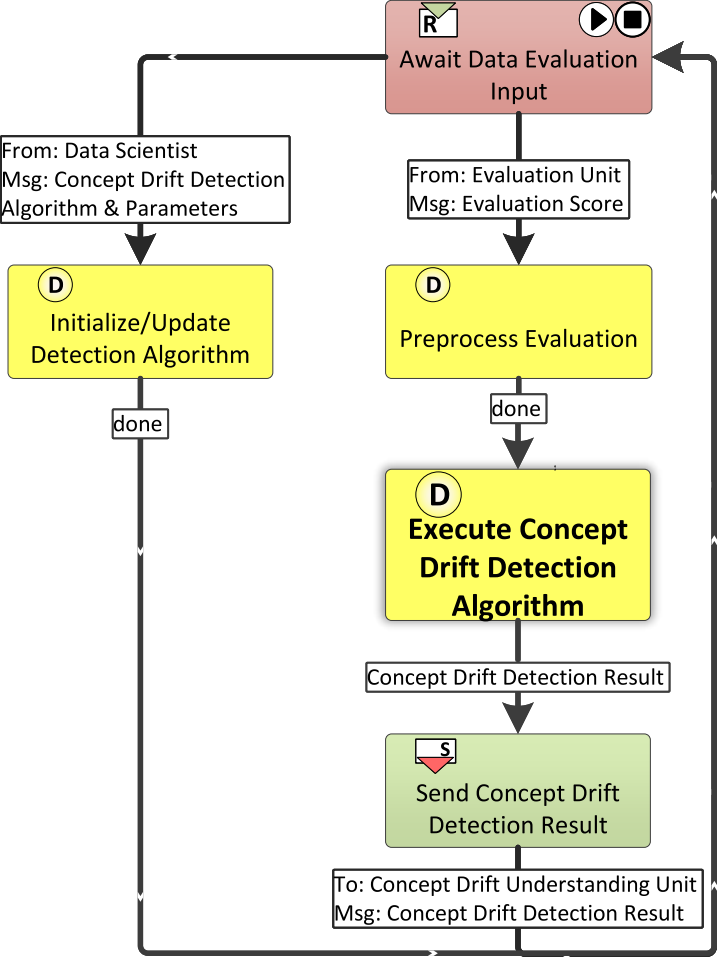 R
Await Data Evaluation
Input
From: Data Scientist
Msg: Concept Drift Detection
Algorithm & Parameters
From: Evaluation Unit
Msg: Evaluation Score
D
Initialize/Update
Detection Algorithm
D
Preprocess Evaluation
done
done
D
Execute Concept
Drift Detection
Algorithm
Concept Drift Detection Result
S
Send Concept Drift
Detection Result
To: Concept Drift Understanding Unit
Msg: Concept Drift Detection Result